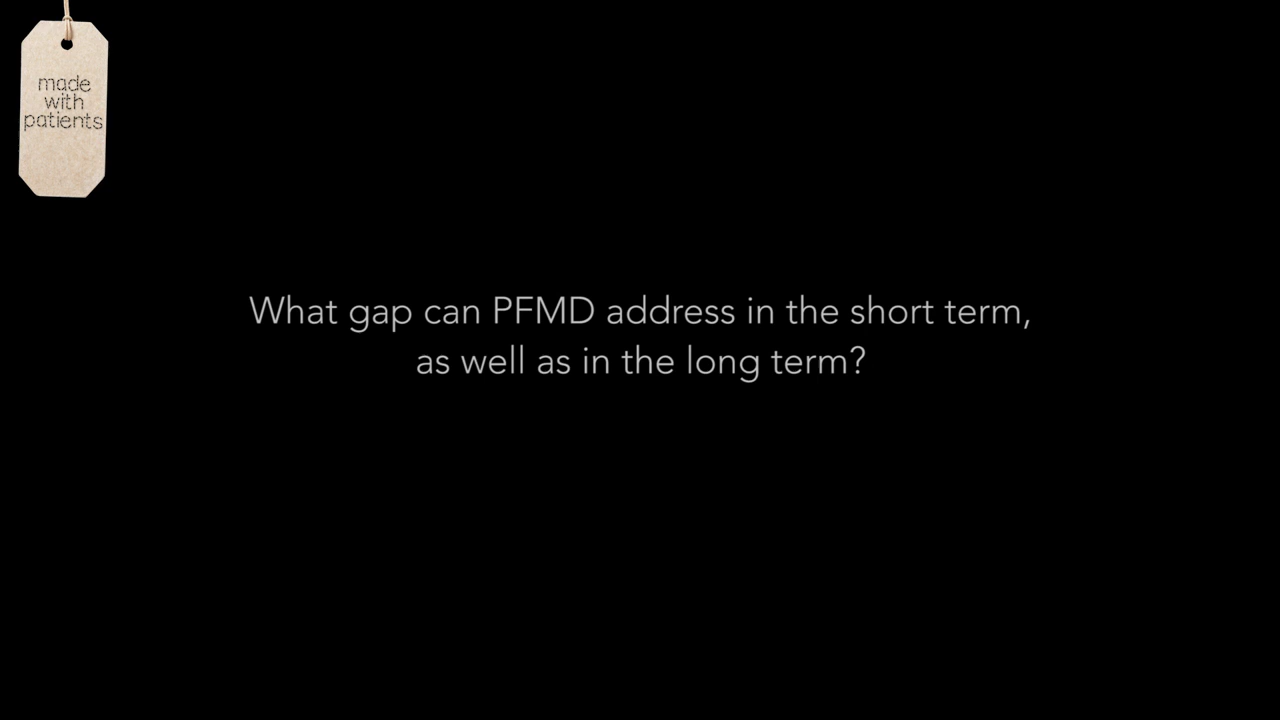 made
with
patients
What gap can PFMD address in the short term,
as well as in the long term?